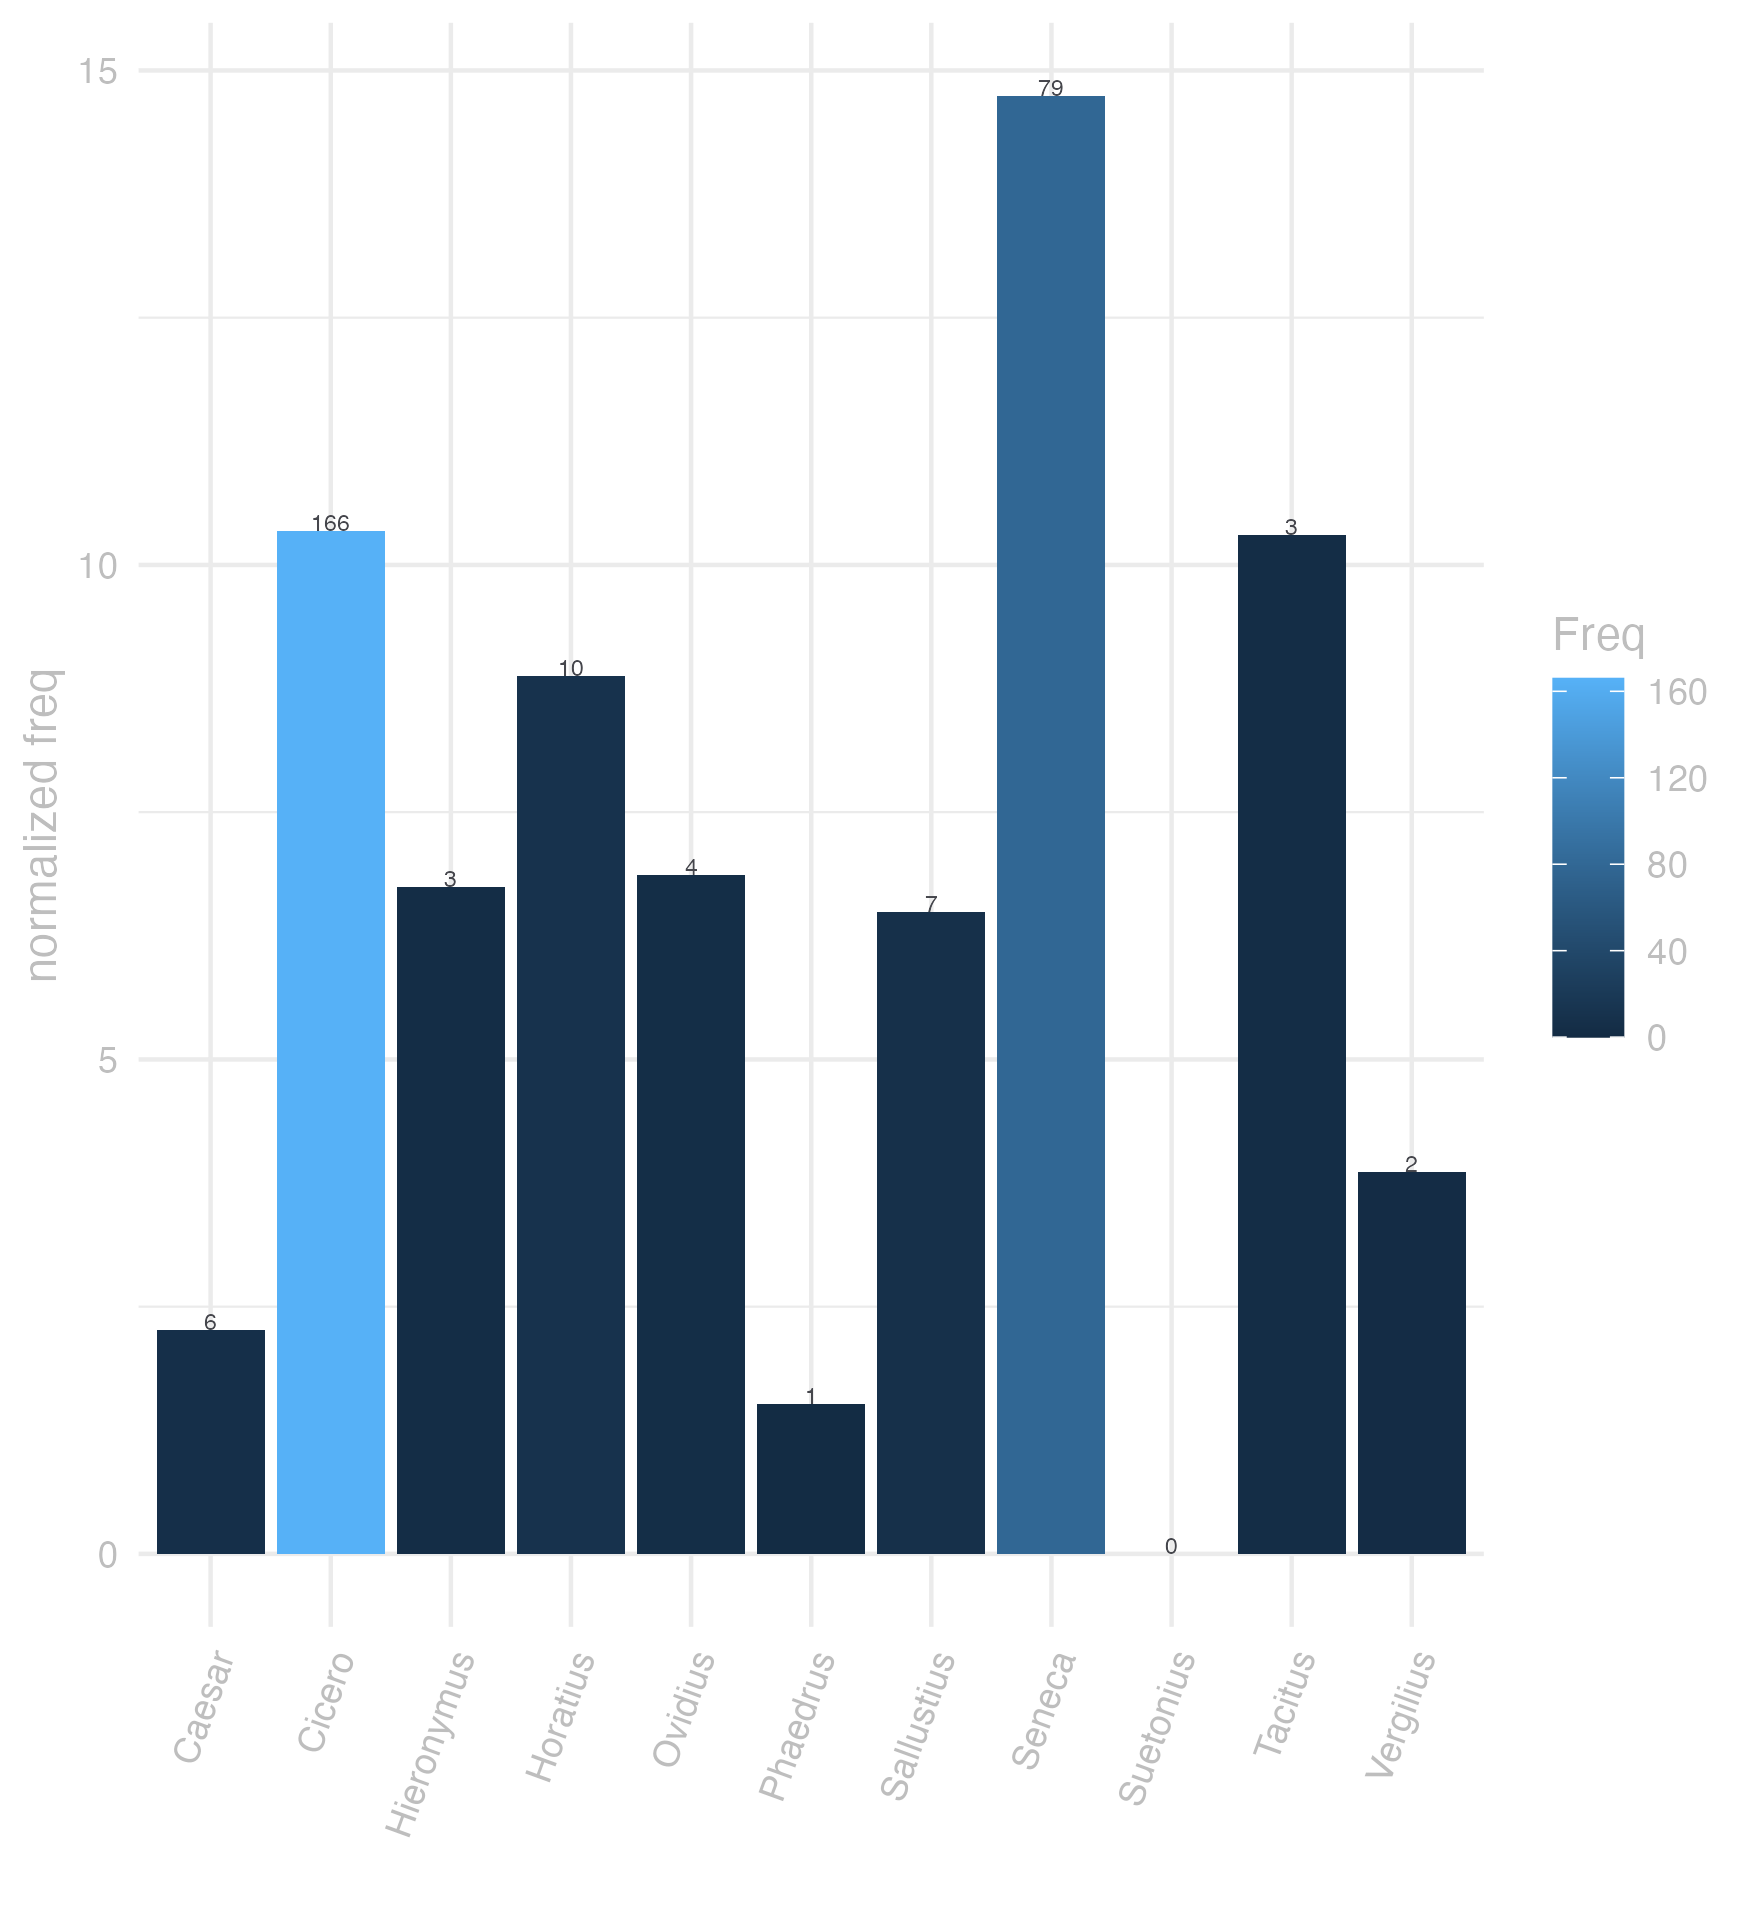 15
10
5
0
normalized freq
6
166
3
10
4
1
7
79
0
3
2
Caesar
Cicero
Hieronymus
Horatius
Ovidius
Phaedrus
Sallustius
Seneca
Suetonius
Tacitus
Vergilius
Freq
160
120
80
40
0